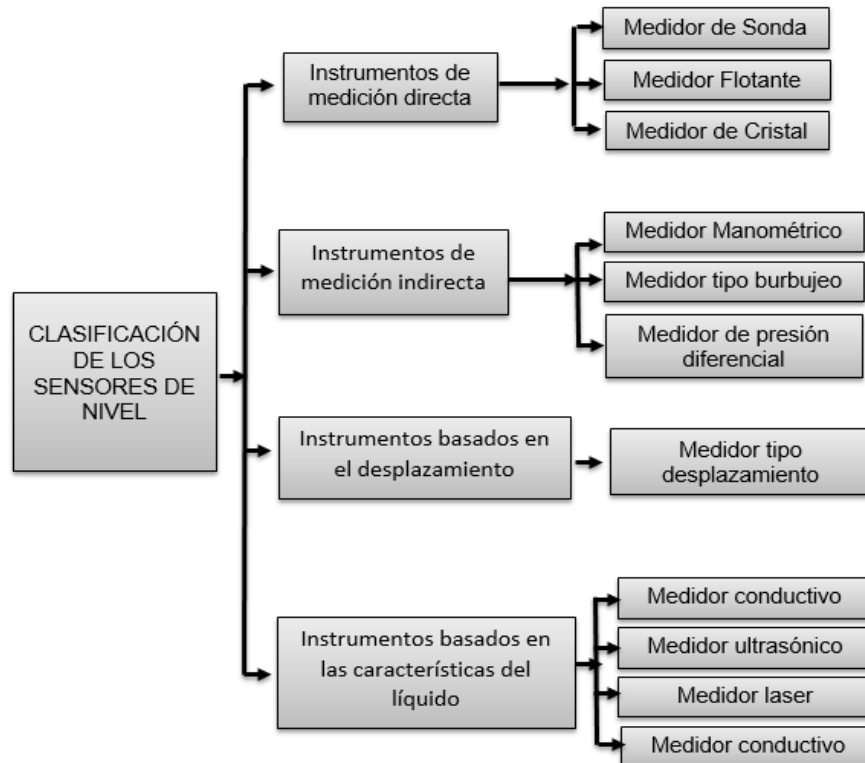 CLASIFICACIÓN
DE LOS
SENSORES DE
NIVEL
Instrumentos de
medición directa
Medidor de Sonda
Medidor Flotante
Medidor de Cristal
Instrumentos de
medición indirecta
Medidor Manométrico
Medidor tipo burbujeo
Medidor de presión
diferencial
Instrumentos basados en
el desplazamiento
Medidor tipo
desplazamiento
Instrumentos basados en
las características del
líquido
Medidor conductivo
Medidor ultrasónico
Medidor laser
Medidor conductivo